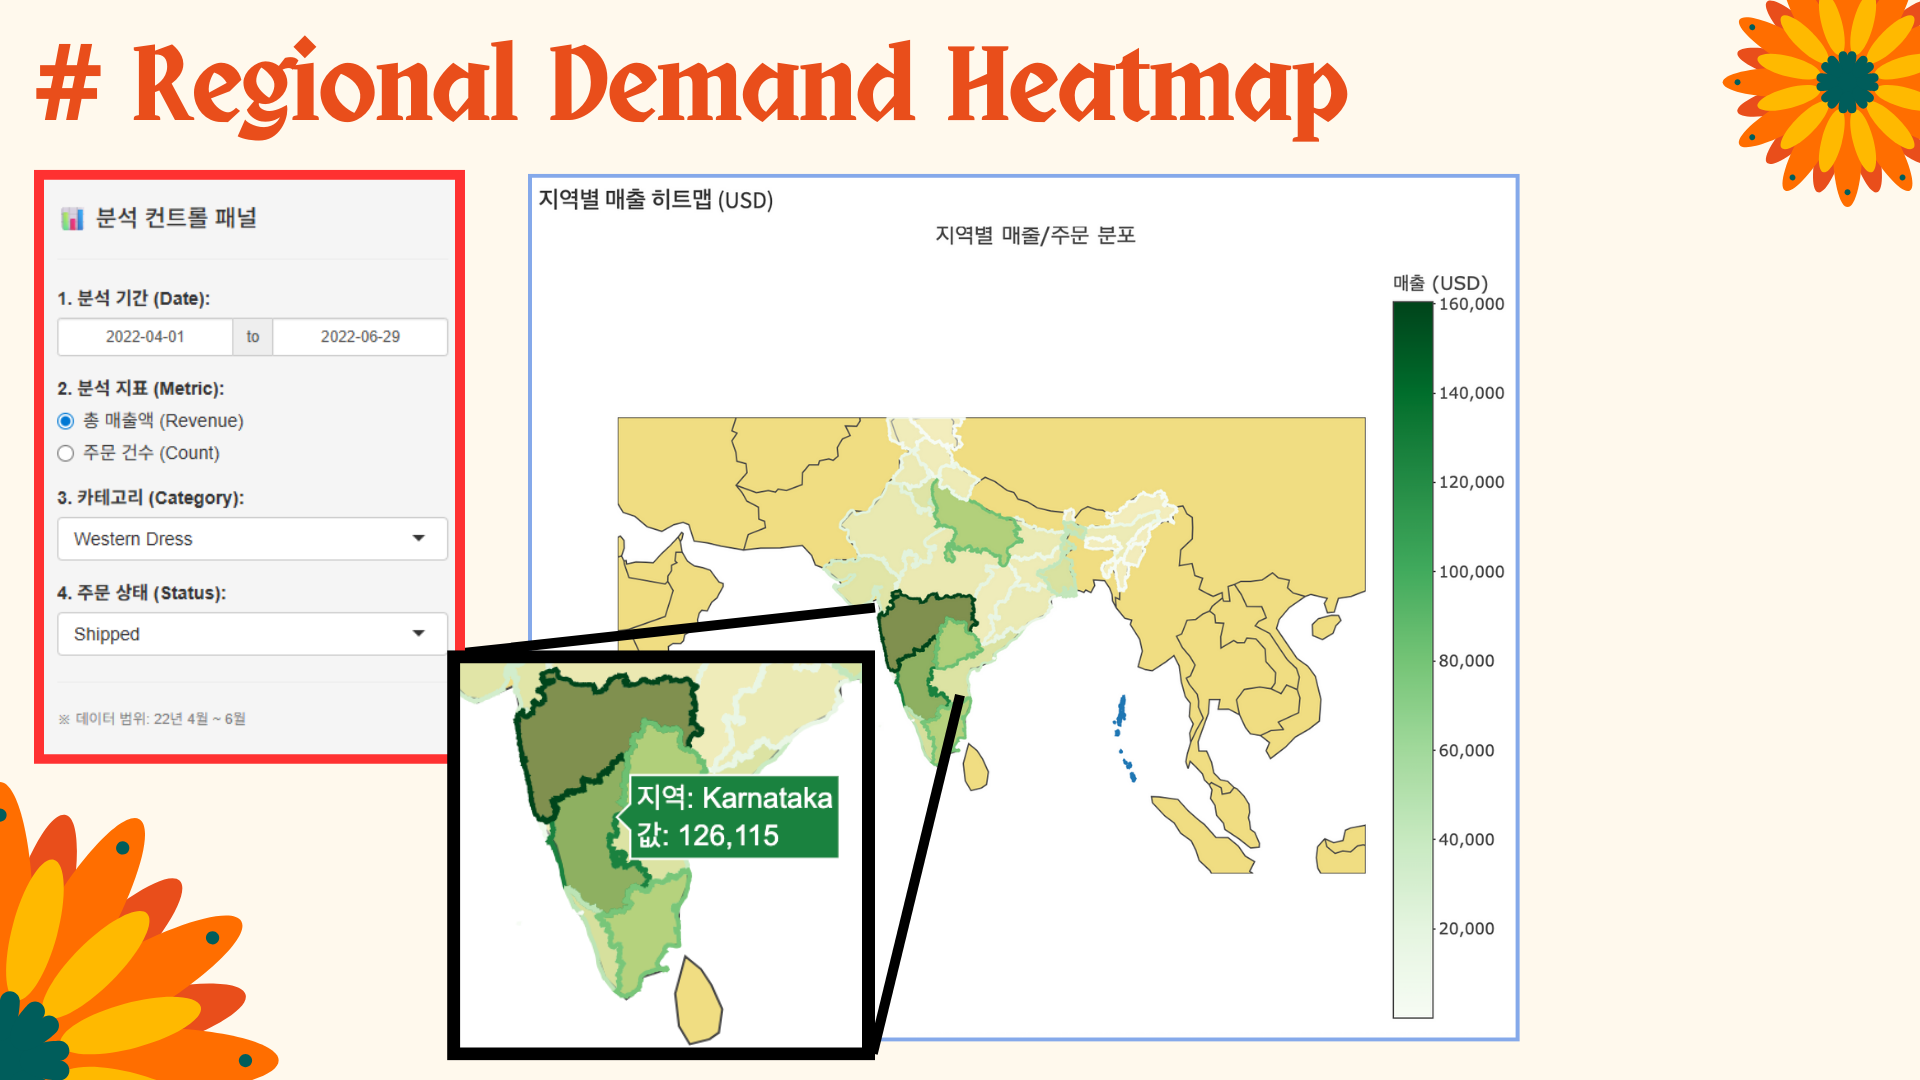 # Regional Demand Heatmap
분석 컨트롤 패널
1. 분석 기간 (Date):
2022-04-01 to 2022-06-29
2. 분석 지표 (Metric):
총 매출액 (Revenue)
주문 건수 (Count)
3. 카테고리 (Category):
Western Dress
4. 주문 상태 (Status):
Shipped
※ 데이터 범위: 22년 4월 ~ 6월
지역별 매출 히트맵 (USD)
지역별 매출/주문 분포
매출 (USD)
160,000
140,000
120,000
100,000
80,000
60,000
40,000
20,000
지역: Karnataka
값: 126,115